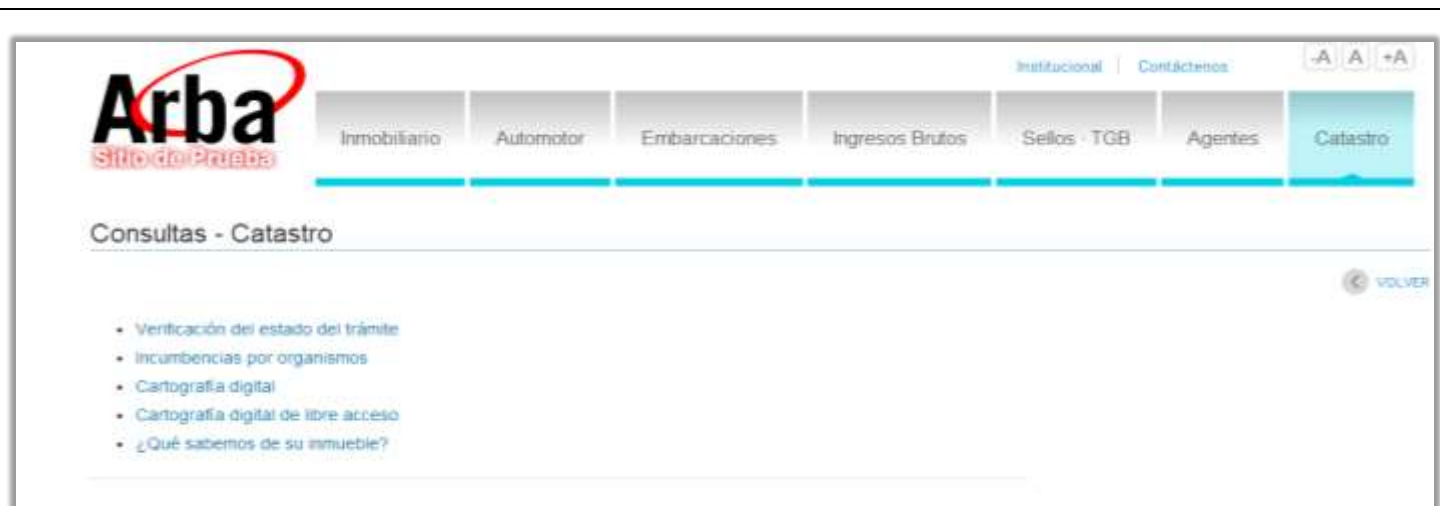 Arba
Sitio de Prueba
Institucional
Contáctenos
-A A +A
Inmobiliario
Automotor
Embarcaciones
Ingresos Brutos
Sellos - TGB
Agentes
Catastro
Consultas - Catastro
VOLVER
Verificación del estado del trámite
Incumbencias por organismos
Cartografía digital
Cartografía digital de libre acceso
¿Qué sabemos de su inmueble?